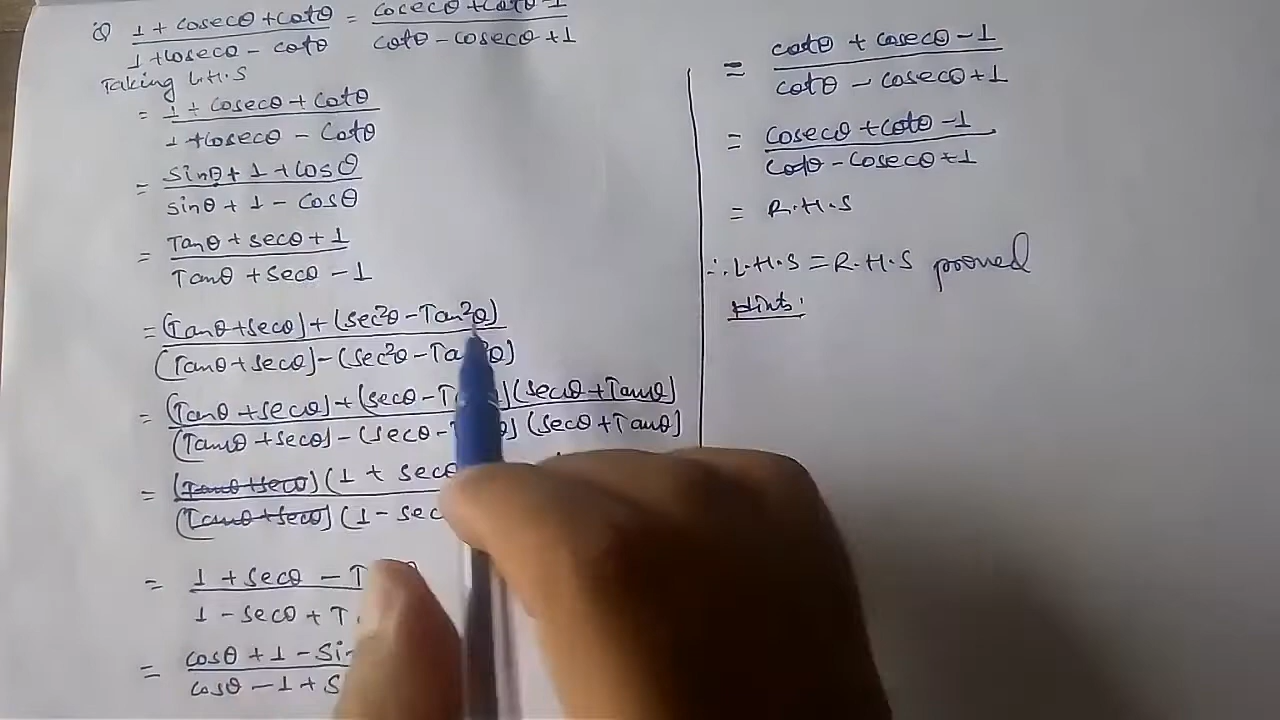 i) 1 + cosecθ + cotθ / 1 + cosecθ - cotθ = cosecθ + cotθ - 1 / cotθ - cosecθ + 1
Taking L.H.S
= 1 + cosecθ + cotθ / 1 + cosecθ - cotθ
= sinθ + 1 + cosθ / sinθ + 1 - cosθ
= Tanθ + secθ + 1 / Tanθ + secθ - 1
= (Tanθ + secθ) + (sec²θ - Tan²θ) / (Tanθ + secθ) - (sec²θ - Ta θ)
= (Tanθ + secθ) + (secθ - T ) (secθ + Tanθ) / (Tanθ + secθ) - (secθ - T θ) (secθ + Tanθ)
= (Tanθ + secθ) (1 + secθ / (Tanθ + secθ) (1 - sec
= 1 + secθ - T / 1 - secθ + T
= cosθ + 1 - Si / cosθ - 1 + S
= cotθ + cosecθ - 1 / cotθ - cosecθ + 1
= cosecθ + cotθ - 1 / cotθ - cosecθ + 1
= R.H.S
∴ L.H.S = R.H.S proved
Hints: